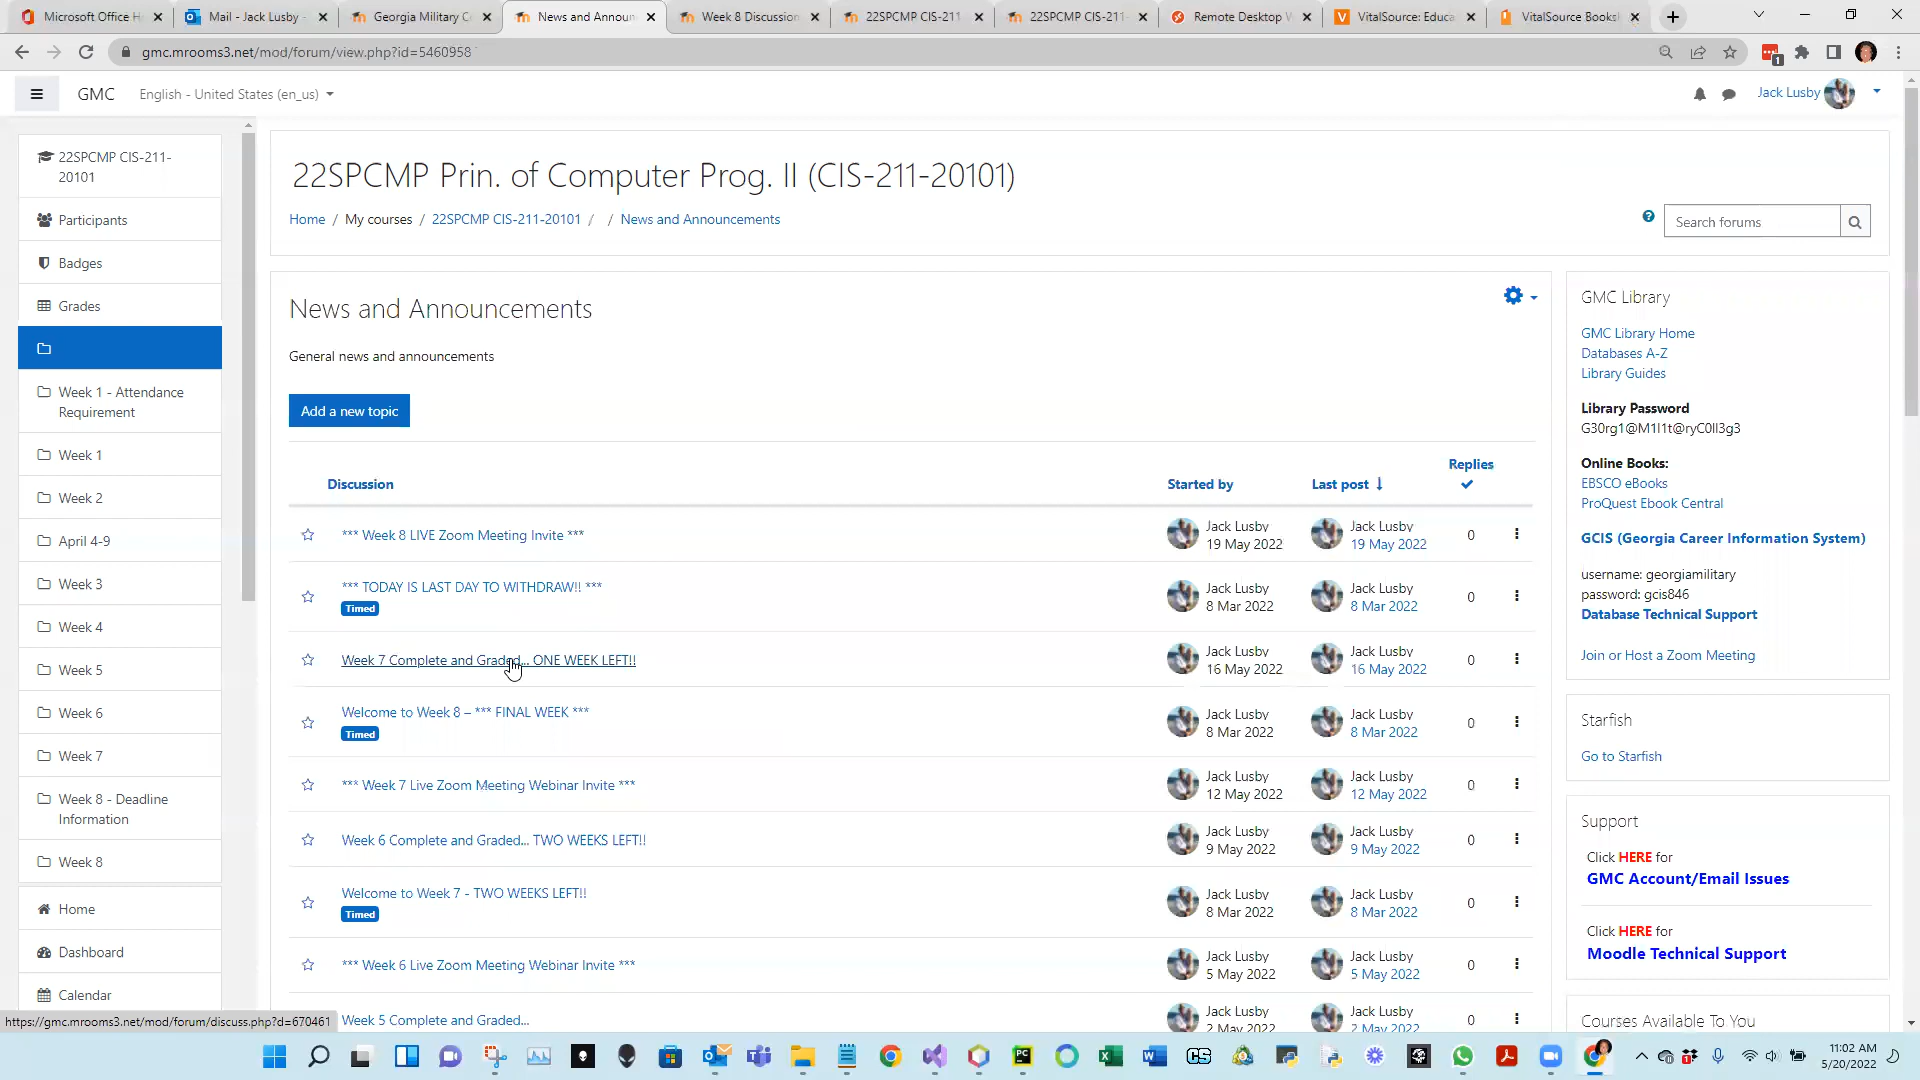 Microsoft Office H
Mail - Jack Lusby
Georgia Military C
News and Announ
Week 8 Discussion
22SPCMP CIS-211
22SPCMP CIS-211
Remote Desktop W
VitalSource: Educa
VitalSource Books
gmc.mrooms3.net/mod/forum/view.php?id=5460958
1
GMC
English - United States (en_us)
Jack Lusby
22SPCMP CIS-211-
20101
Participants
Badges
Grades
Week 1 - Attendance
Requirement
Week 1
Week 2
April 4-9
Week 3
Week 4
Week 5
Week 6
Week 7
Week 8 - Deadline
Information
Week 8
Home
Dashboard
Calendar
22SPCMP Prin. of Computer Prog. II (CIS-211-20101)
Home / My courses / 22SPCMP CIS-211-20101 / / News and Announcements
Search forums
News and Announcements
General news and announcements
Add a new topic
Discussion Started by Last post Replies
*** Week 8 LIVE Zoom Meeting Invite *** Jack Lusby Jack Lusby 0
19 May 2022 19 May 2022
*** TODAY IS LAST DAY TO WITHDRAW!! *** Jack Lusby Jack Lusby 0
Timed 8 Mar 2022 8 Mar 2022
Week 7 Complete and Graded... ONE WEEK LEFT!! Jack Lusby Jack Lusby 0
16 May 2022 16 May 2022
Welcome to Week 8 – *** FINAL WEEK *** Jack Lusby Jack Lusby 0
Timed 8 Mar 2022 8 Mar 2022
*** Week 7 Live Zoom Meeting Webinar Invite *** Jack Lusby Jack Lusby 0
12 May 2022 12 May 2022
Week 6 Complete and Graded... TWO WEEKS LEFT!! Jack Lusby Jack Lusby 0
9 May 2022 9 May 2022
Welcome to Week 7 - TWO WEEKS LEFT!! Jack Lusby Jack Lusby 0
Timed 8 Mar 2022 8 Mar 2022
*** Week 6 Live Zoom Meeting Webinar Invite *** Jack Lusby Jack Lusby 0
5 May 2022 5 May 2022
Week 5 Complete and Graded... Jack Lusby Jack Lusby 0
2 May 2022 2 May 2022
GMC Library
GMC Library Home
Databases A-Z
Library Guides
Library Password
G30rg1@M1l1t@ryC0ll3g3
Online Books:
EBSCO eBooks
ProQuest Ebook Central
GCIS (Georgia Career Information System)
username: georgiamilitary
password: gcis846
Database Technical Support
Join or Host a Zoom Meeting
Starfish
Go to Starfish
Support
Click HERE for
GMC Account/Email Issues
Click HERE for
Moodle Technical Support
Courses Available To You
https://gmc.mrooms3.net/mod/forum/discuss.php?d=670461
PC
CS
11:02 AM
5/20/2022